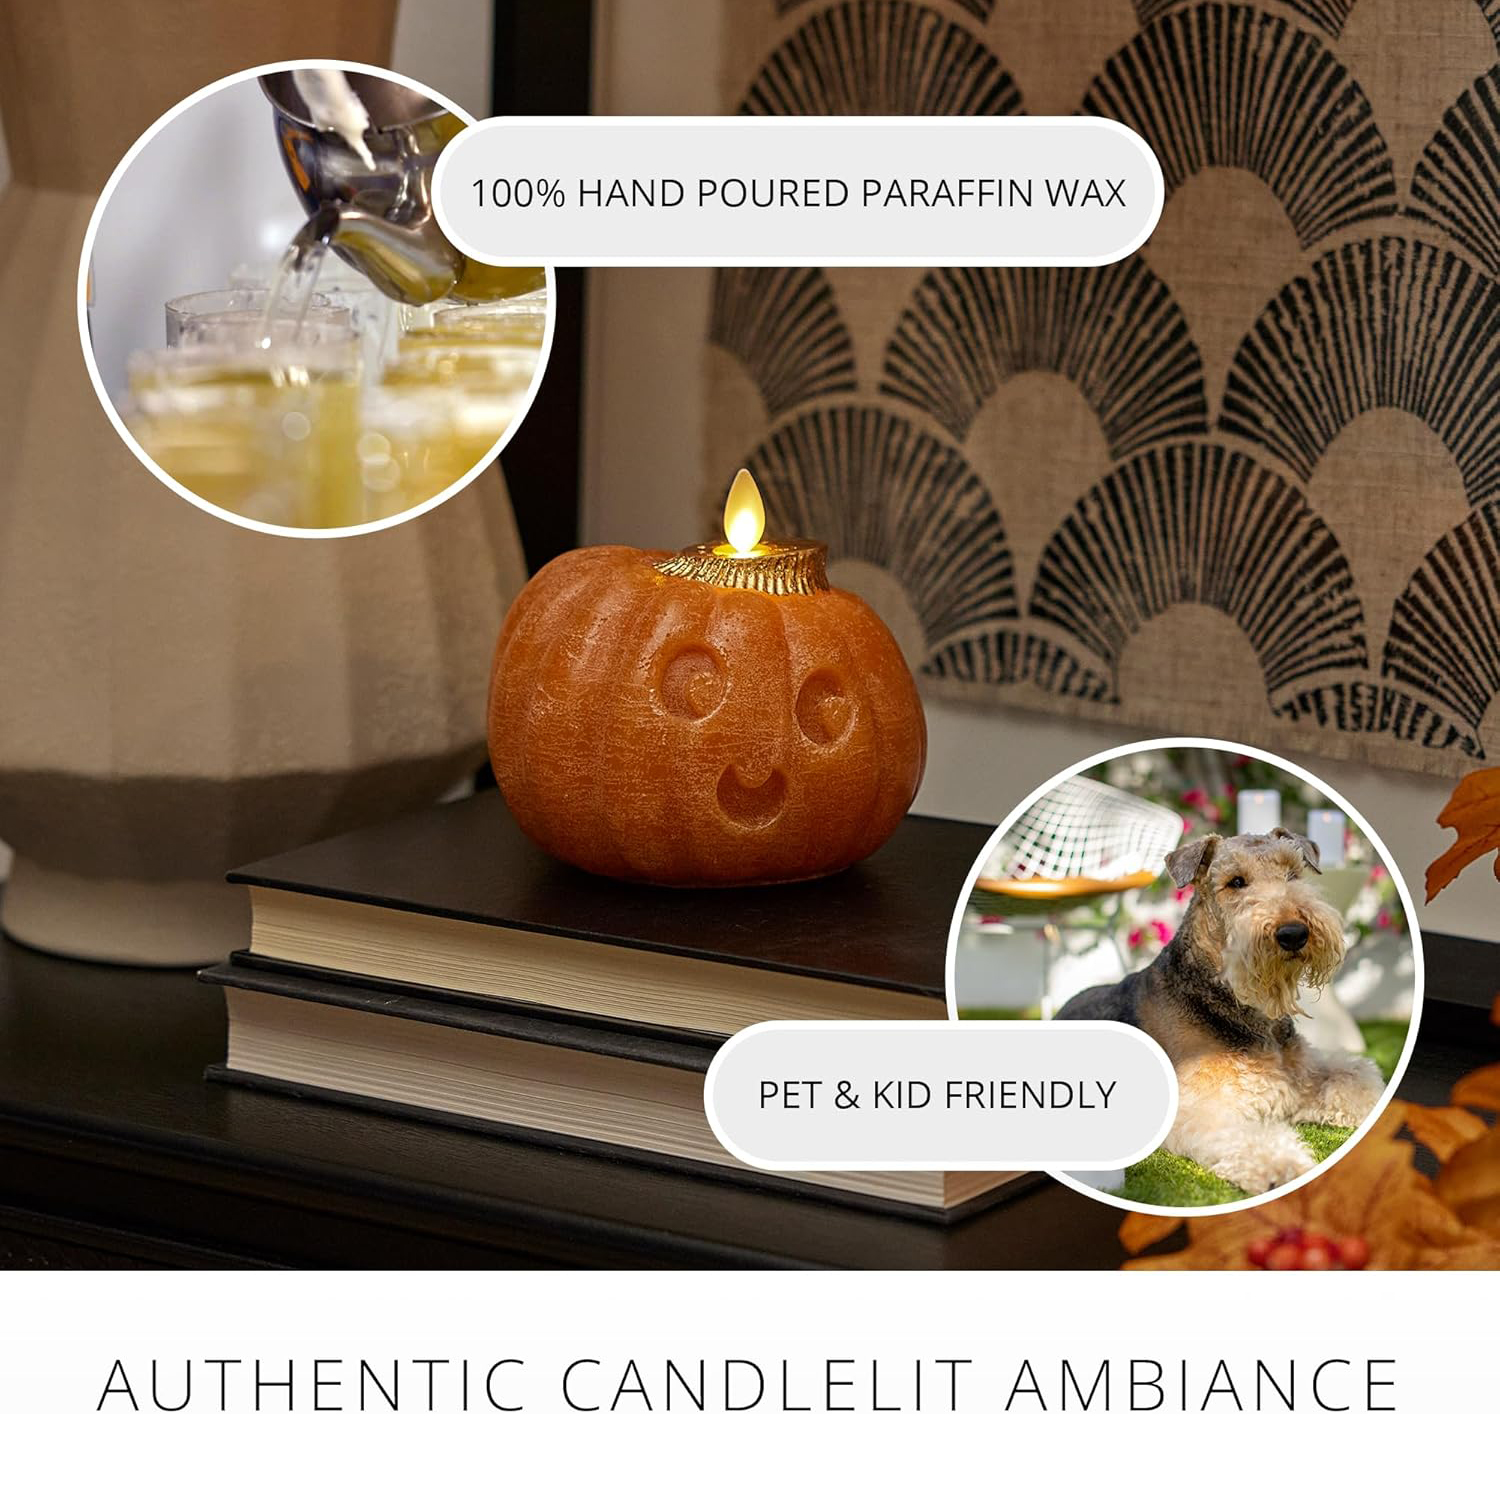 100% HAND POURED PARAFFIN WAX
PET & KID FRIENDLY
AUTHENTIC CANDLELIT AMBIANCE